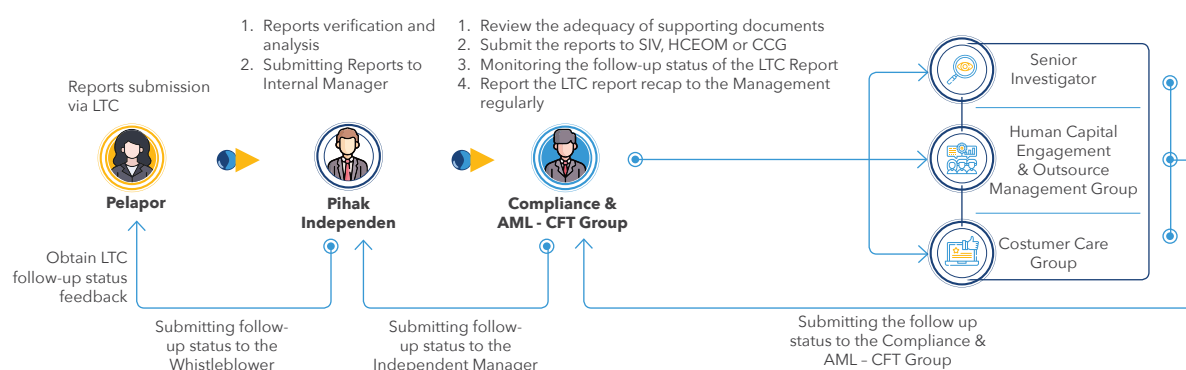 Reports submission
via LTC
Pelapor
1. Reports verification and
analysis
2. Submitting Reports to
Internal Manager
Pihak
Independen
1. Review the adequacy of supporting documents
2. Submit the reports to SIV, HCEOM or CCG
3. Monitoring the follow-up status of the LTC Report
4. Report the LTC report recap to the Management
regularly
Compliance &
AML - CFT Group
Senior
Investigator
Human Capital
Engagement
& Outsource
Management Group
Costumer Care
Group
Obtain LTC
follow-up status
feedback
Submitting follow-
up status to the
Whistleblower
Submitting follow-
up status to the
Independent Manager
Submitting the follow up
status to the Compliance &
AML – CFT Group